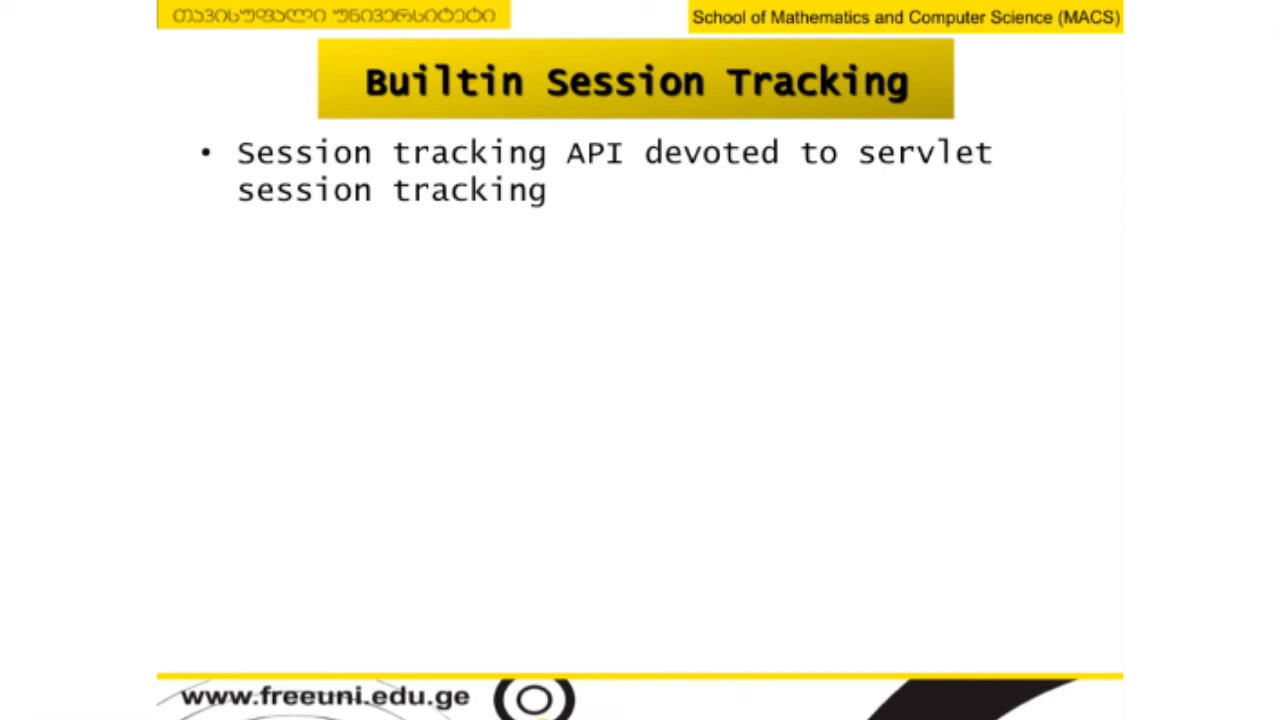 თავისუფალი უნივერსიტეტი
School of Mathematics and Computer Science (MACS)
Builtin Session Tracking
• Session tracking API devoted to servlet
session tracking
www.freeuni.edu.ge